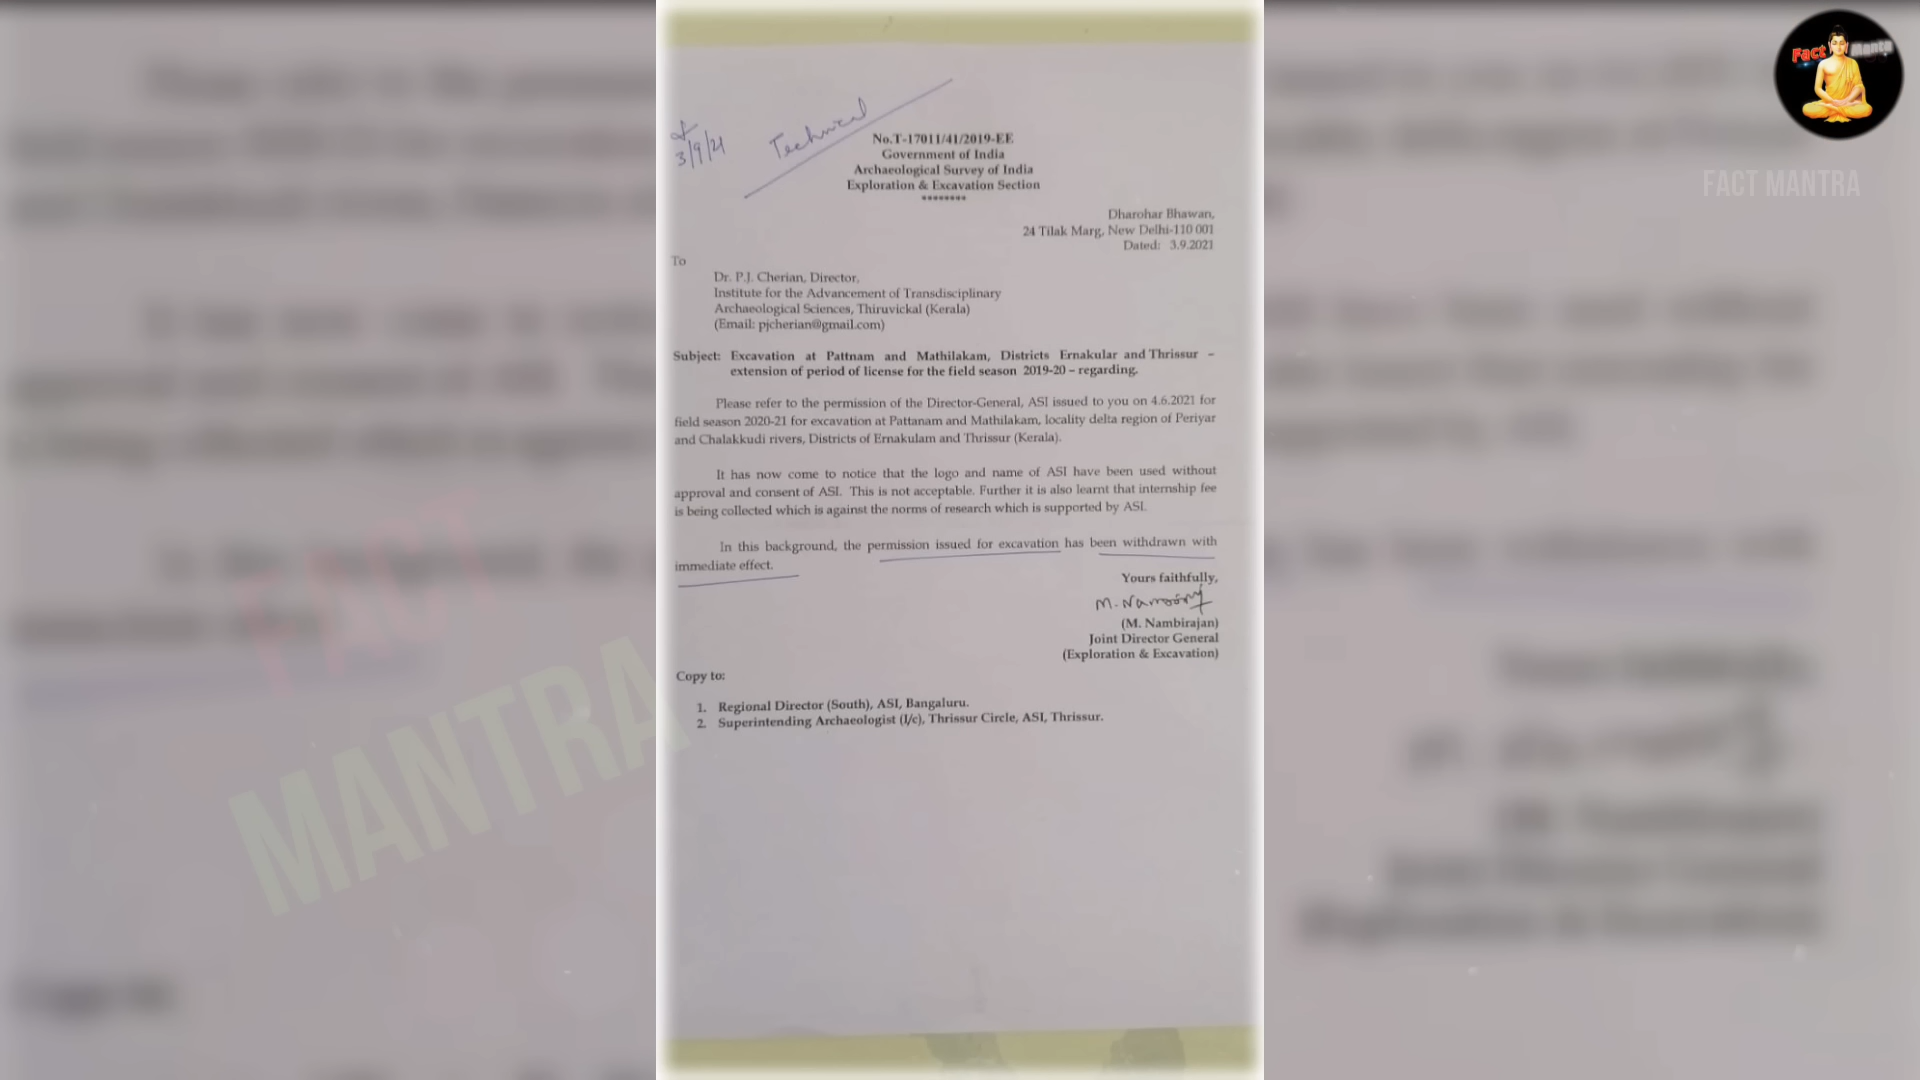 Fact Manta
FACT MANTRA
3/9/21
Technical
No.T-17011/41/2019-EE
Government of India
Archaeological Survey of India
Exploration & Excavation Section
********
Dharohar Bhawan,
24 Tilak Marg, New Delhi-110 001
Dated: 3.9.2021
To
Dr. P.J. Cherian, Director,
Institute for the Advancement of Transdisciplinary
Archaeological Sciences, Thiruvickal (Kerala)
(Email: pjcherian@gmail.com)
Subject: Excavation at Pattnam and Mathilakam, Districts Ernakular and Thrissur –
extension of period of license for the field season 2019-20 – regarding.
Please refer to the permission of the Director-General, ASI issued to you on 4.6.2021 for
field season 2020-21 for excavation at Pattanam and Mathilakam, locality delta region of Periyar
and Chalakkudi rivers, Districts of Ernakulam and Thrissur (Kerala).
It has now come to notice that the logo and name of ASI have been used without
approval and consent of ASI. This is not acceptable. Further it is also learnt that internship fee
is being collected which is against the norms of research which is supported by ASI.
In this background, the permission issued for excavation has been withdrawn with
immediate effect.
Yours faithfully,
(M. Nambirajan)
Joint Director General
(Exploration & Excavation)
Copy to:
1. Regional Director (South), ASI, Bangaluru.
2. Superintending Archaeologist (I/c), Thrissur Circle, ASI, Thrissur.
FACT
MANTRA